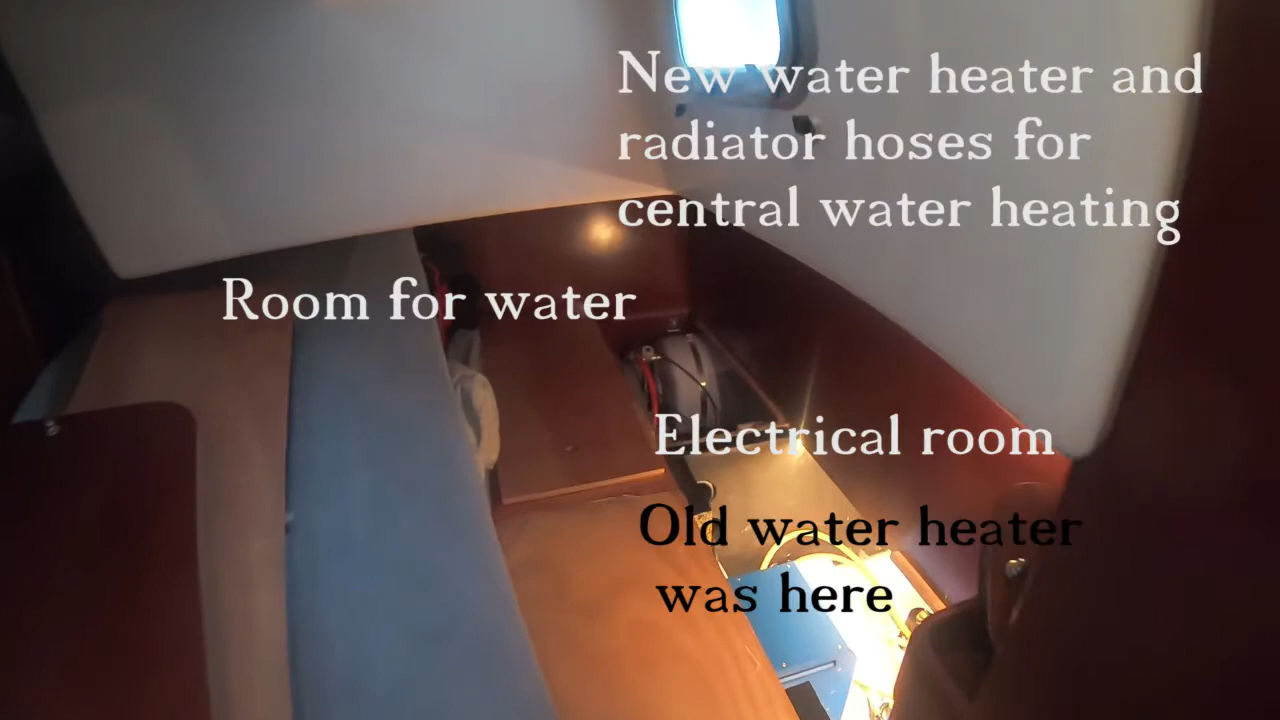 New water heater and
radiator hoses for
central water heating
Room for water
Electrical room
Old water heater
was here